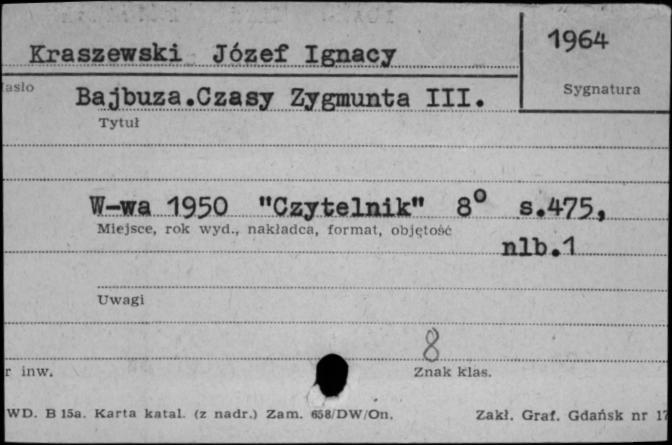 Kraszewski Józef Ignacy
1964
Sygnatura
asło
Bajbuza.Czasy Zygmunta III.
Tytuł
W-wa 1950 "Czytelnik" 8° s.475,
Miejsce, rok wyd., nakładca, format, objętość
nlb.1
Uwagi
8
r inw.
Znak klas.
WD. B 15a. Karta katal. (z nadr.) Zam. 658/DW/On. Zakł. Graf. Gdańsk nr 17